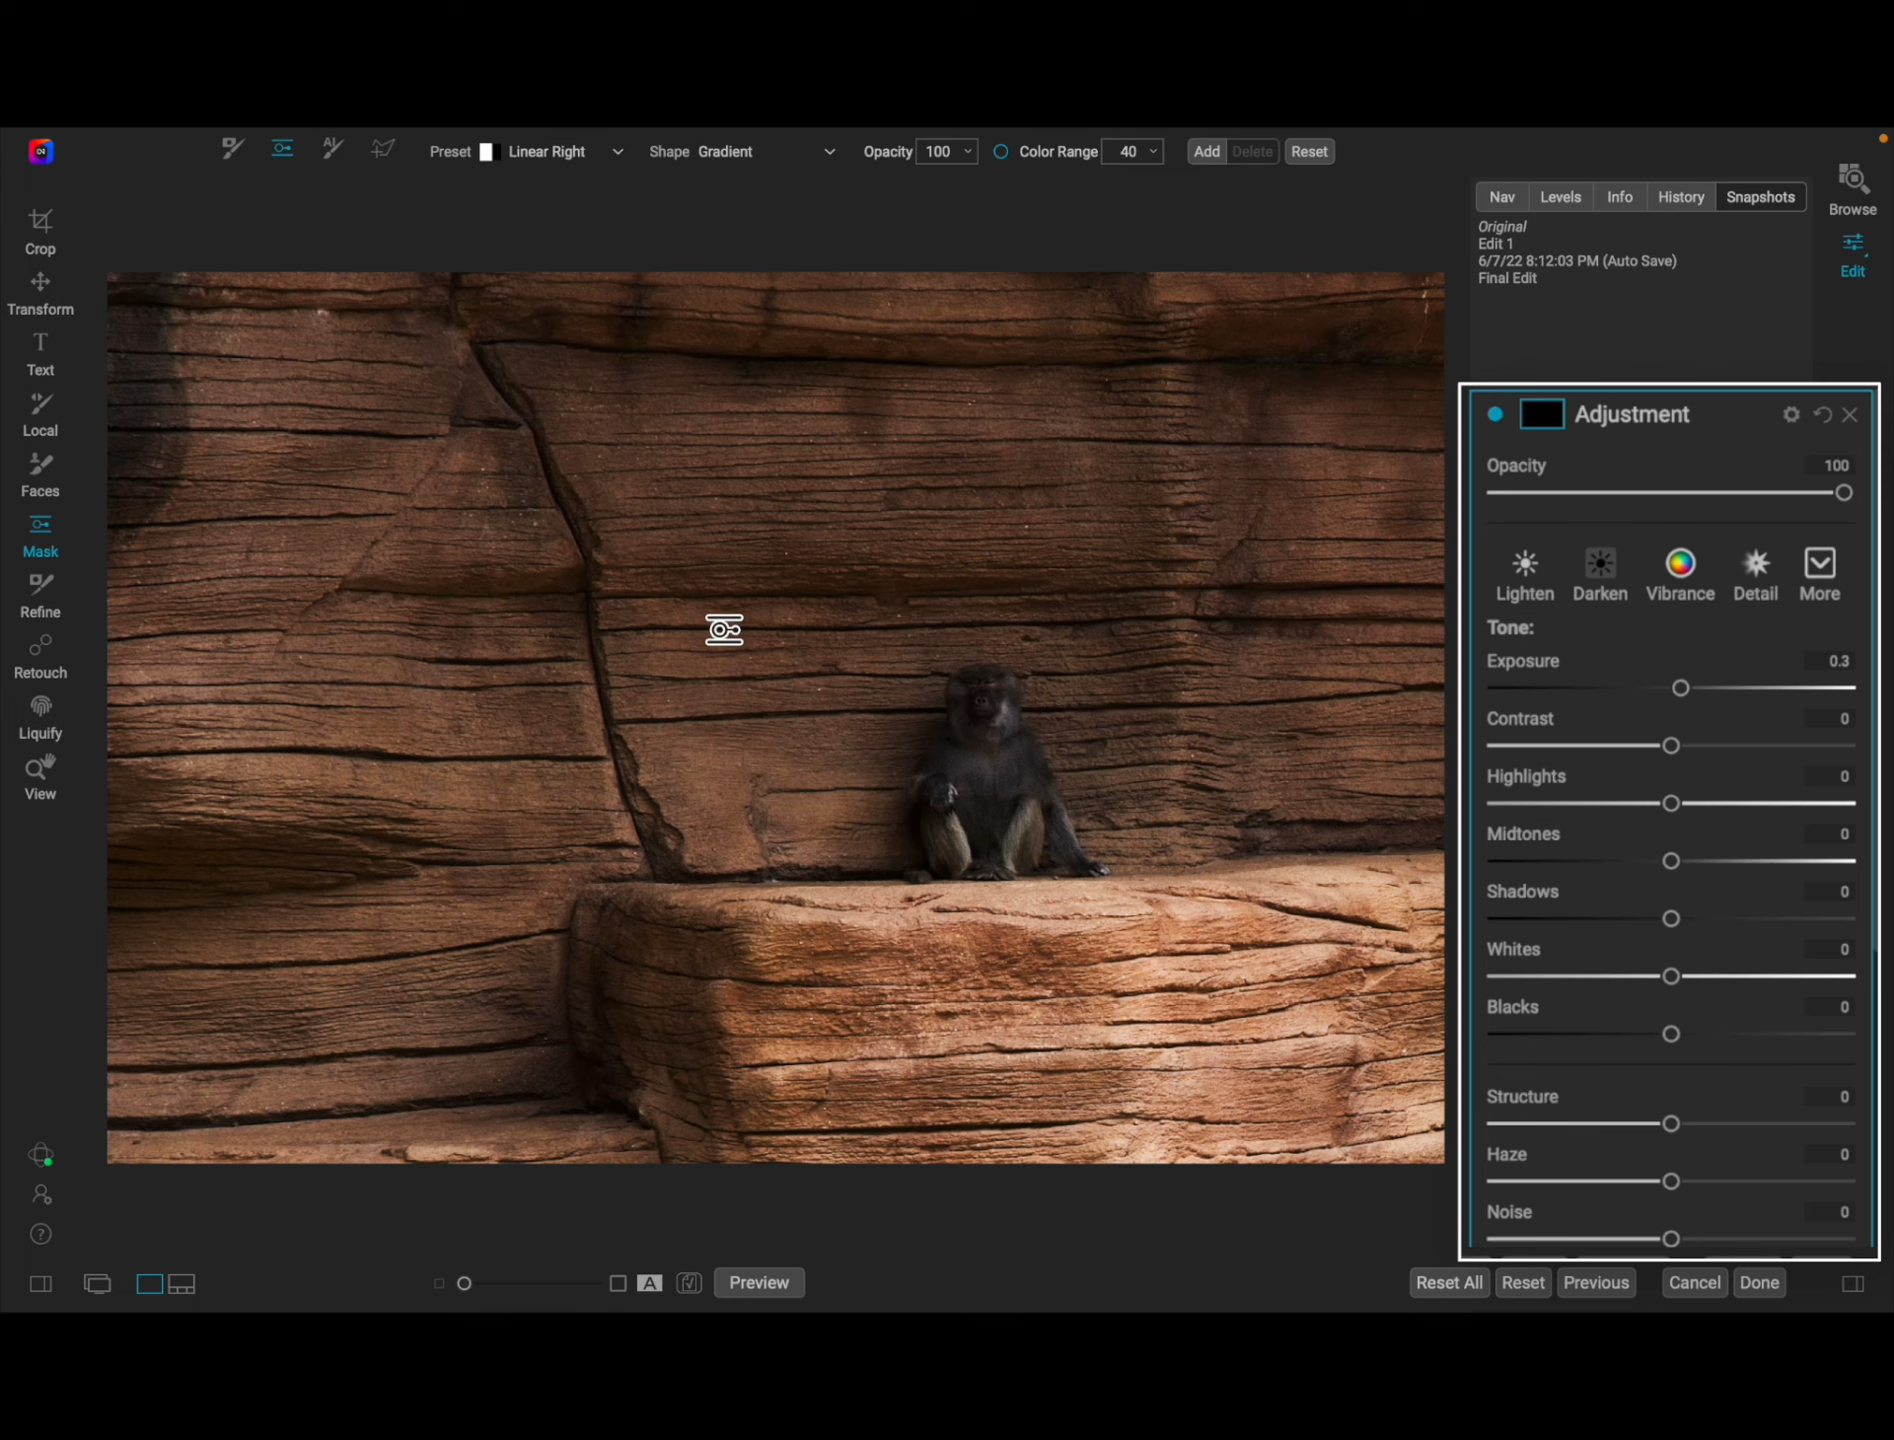 Preset Linear Right Shape Gradient Opacity 100 Color Range 40 Add Delete Reset
Nav Levels Info History Snapshots
Original
Edit 1
6/7/22 8:12:03 PM (Auto Save)
Final Edit
Browse
Edit
Crop
Transform
Text
Local
Faces
Mask
Refine
Retouch
Liquify
View
Adjustment
Opacity 100
Lighten Darken Vibrance Detail More
Tone:
Exposure 0.3
Contrast 0
Highlights 0
Midtones 0
Shadows 0
Whites 0
Blacks 0
Structure 0
Haze 0
Noise 0
A Preview
Reset All Reset Previous Cancel Done